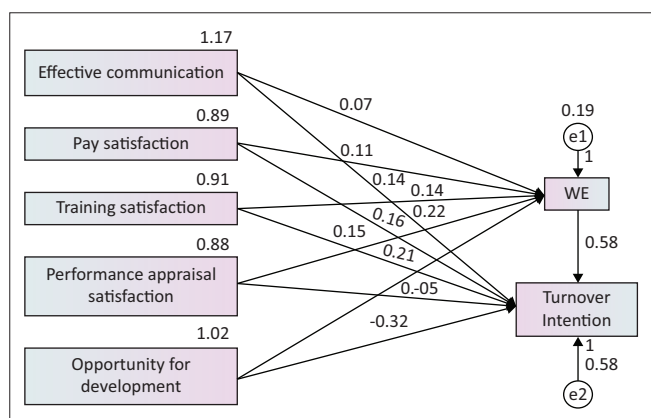 1.17
Effective communication
0.07
0.19
e1
1
0.89
Pay satisfaction
0.11
0.14
0.14
WE
0.91
Training satisfaction
0.16
0.22
0.15
0.21
0.58
0.88
Performance appraisal
satisfaction
0.-05
Turnover
Intention
-0.32
1.02
Opportunity for
development
1
0.58
e2